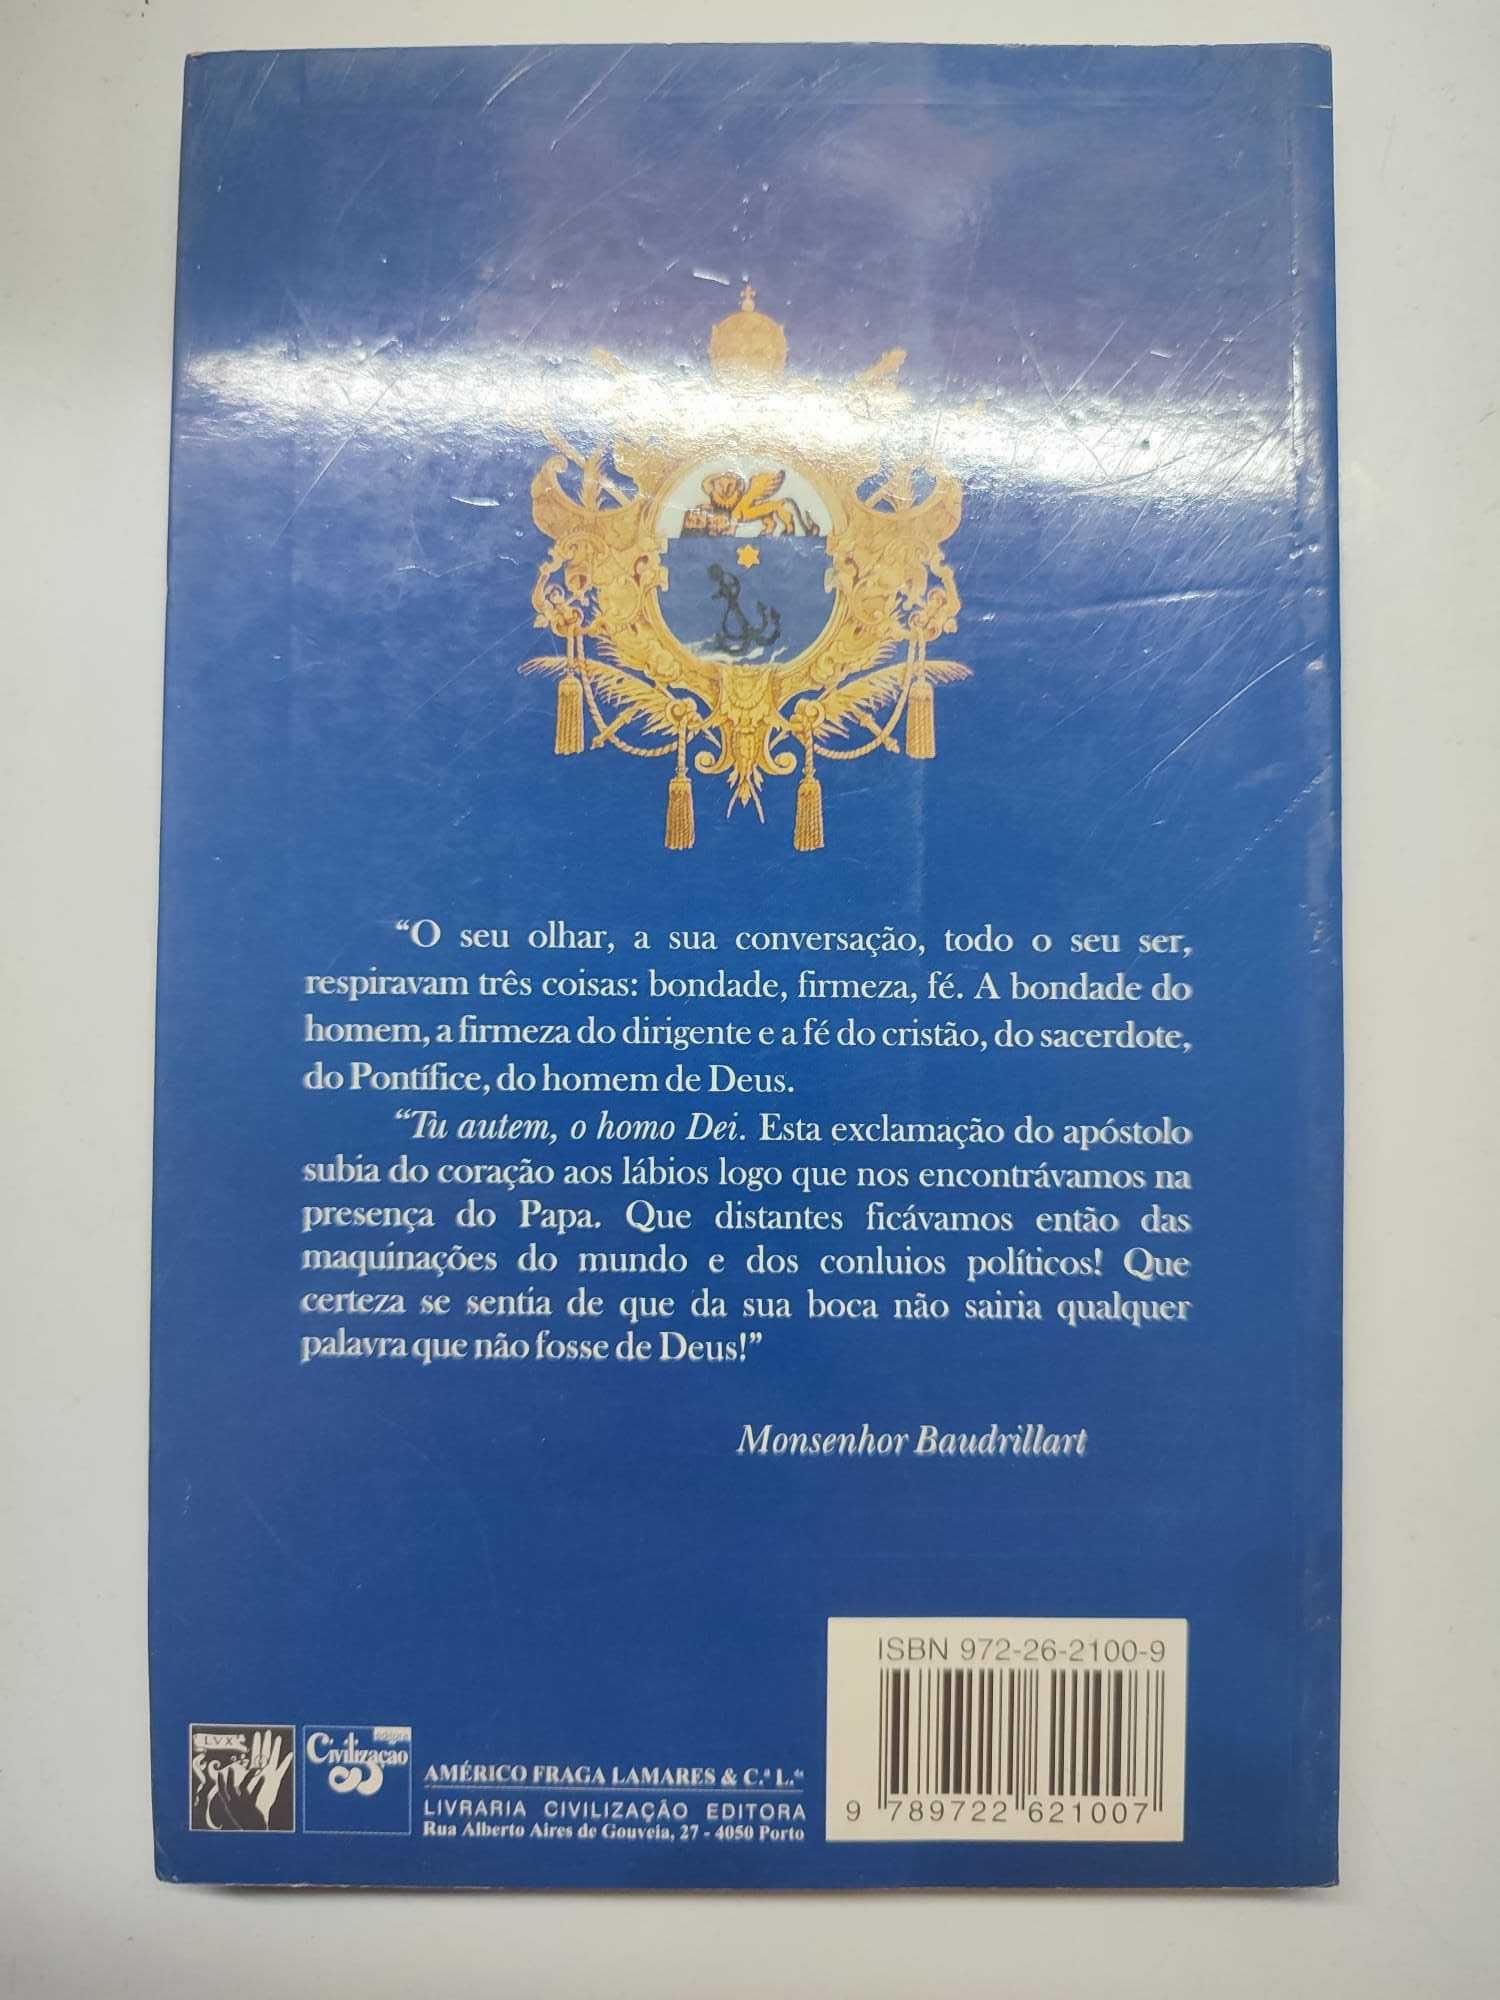 “O seu olhar, a sua conversação, todo o seu ser,
respiravam três coisas: bondade, firmeza, fé. A bondade do
homem, a firmeza do dirigente e a fé do cristão, do sacerdote,
do Pontífice, do homem de Deus.
“Tu autem, o homo Dei. Esta exclamação do apóstolo
subia do coração aos lábios logo que nos encontrávamos na
presença do Papa. Que distantes ficávamos então das
maquinações do mundo e dos conluios políticos! Que
certeza se sentia de que da sua boca não sairia qualquer
palavra que não fosse de Deus!”
Monsenhor Baudrillart
ISBN 972-26-2100-9
9 789722 621007
LVX
editora
Civilização
AMÉRICO FRAGA LAMARES & C.ª L.ᵈᵃ
LIVRARIA CIVILIZAÇÃO EDITORA
Rua Alberto Aires de Gouveia, 27 - 4050 Porto